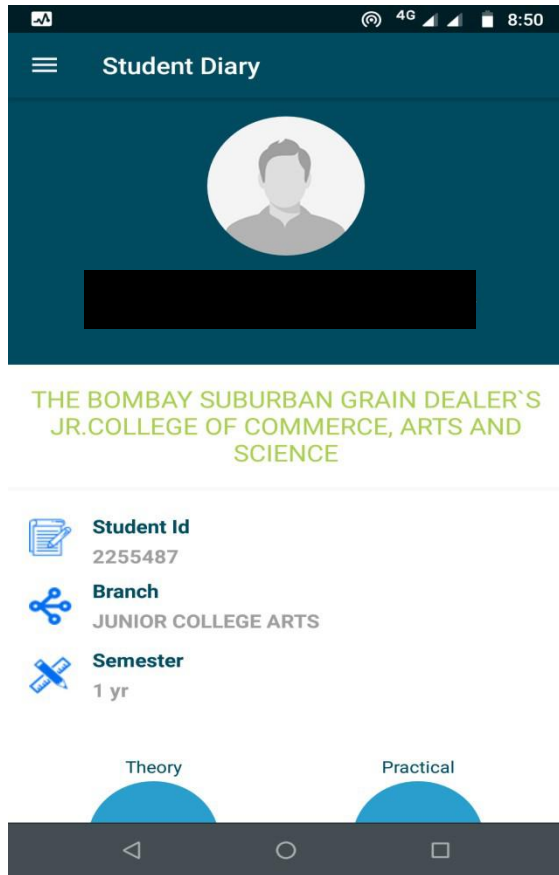 4G 8:50
Student Diary
THE BOMBAY SUBURBAN GRAIN DEALER`S
JR.COLLEGE OF COMMERCE, ARTS AND
SCIENCE
Student Id
2255487
Branch
JUNIOR COLLEGE ARTS
Semester
1 yr
Theory Practical